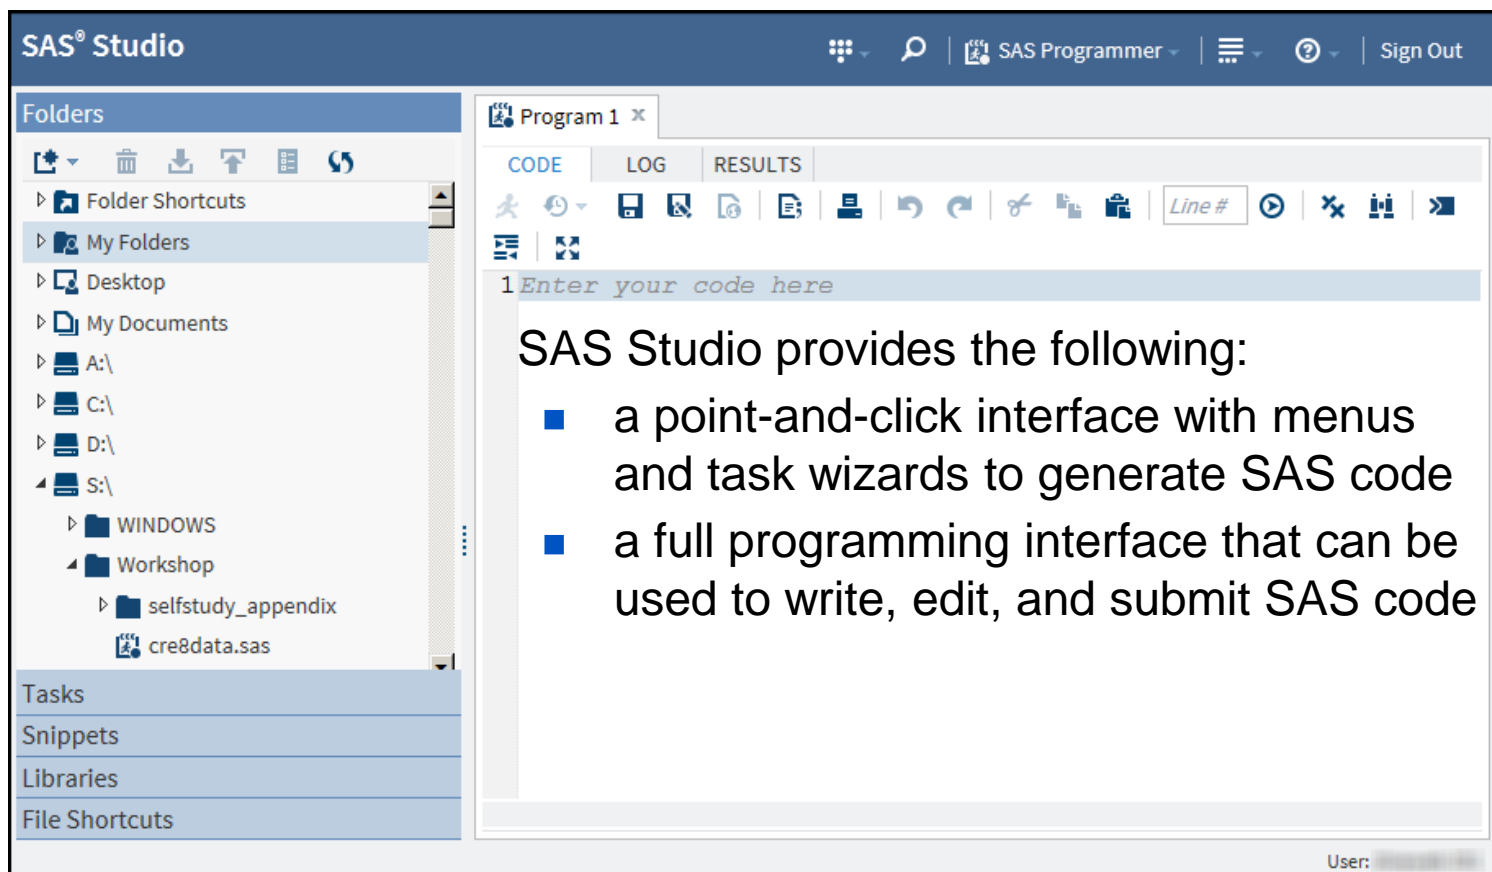 SAS® Studio
SAS Programmer
Sign Out
Folders
Folder Shortcuts
My Folders
Desktop
My Documents
A:\
C:\
D:\
S:\
WINDOWS
Workshop
selfstudy_appendix
cre8data.sas
Tasks
Snippets
Libraries
File Shortcuts
Program 1
CODE LOG RESULTS
Line #
1 Enter your code here
SAS Studio provides the following:
a point-and-click interface with menus
and task wizards to generate SAS code
a full programming interface that can be
used to write, edit, and submit SAS code
User: